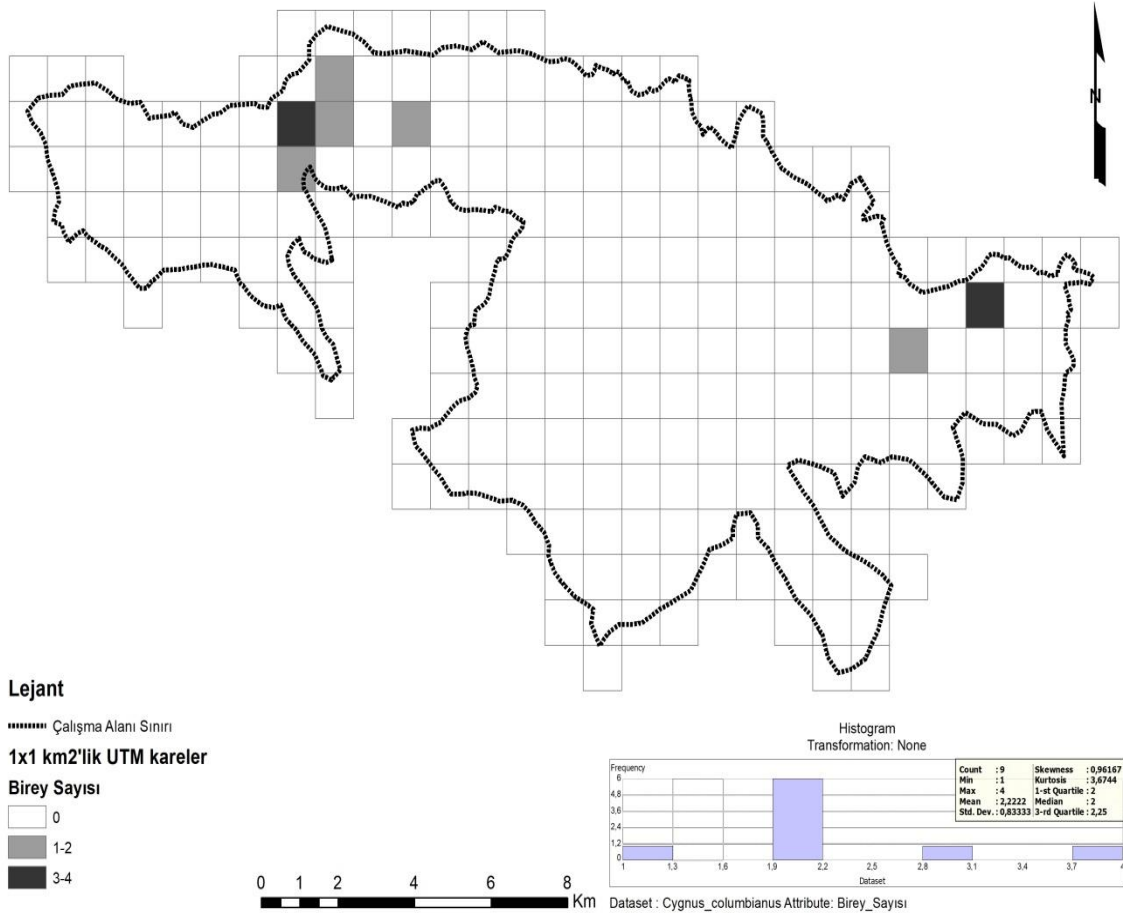 N
Lejant
Çalışma Alanı Sınırı
1x1 km2'lik UTM kareler
Birey Sayısı
0
1-2
3-4
0 1 2 4 6 8
Km
Histogram
Transformation: None
Frequency
6
4,8
3,6
2,4
1,2
0
1 1,3 1,6 1,9 2,2 2,5 2,8 3,1 3,4 3,7 4
Dataset
Count : 9 Skewness : 0,96167
Min : 1 Kurtosis : 3,6744
Max : 4 1-st Quartile : 2
Mean : 2,2222 Median : 2
Std. Dev. : 0,83333 3-rd Quartile : 2,25
Dataset : Cygnus_columbianus Attribute: Birey_Sayısı